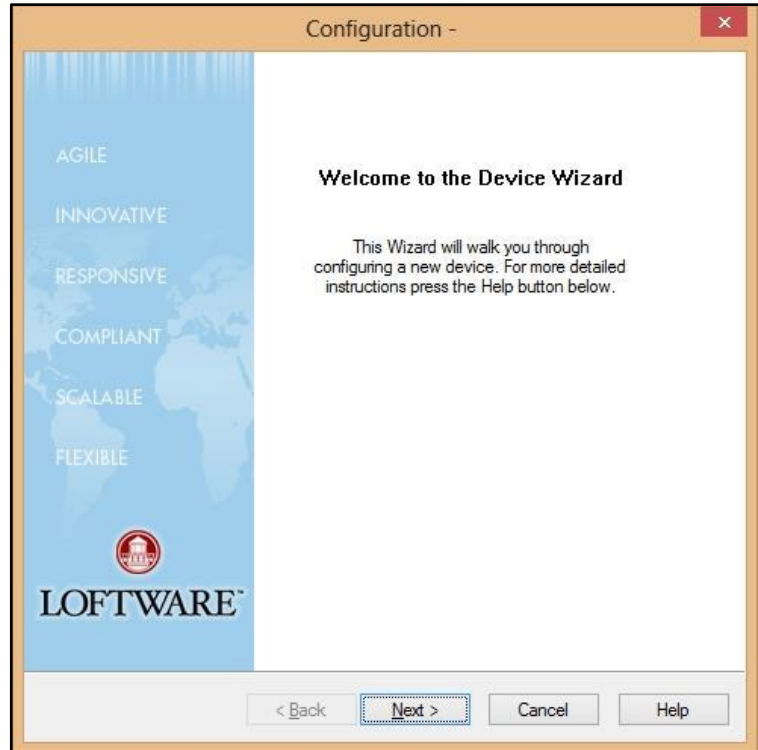 Configuration -
AGILE
INNOVATIVE
RESPONSIVE
COMPLIANT
SCALABLE
FLEXIBLE
LOFTWARE™
Welcome to the Device Wizard
This Wizard will walk you through
configuring a new device. For more detailed
instructions press the Help button below.
< Back Next > Cancel Help